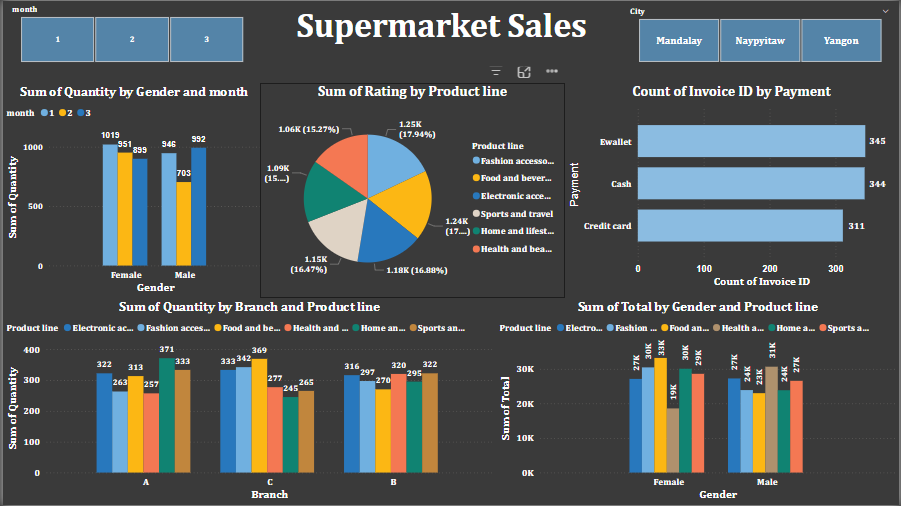 month
1 2 3
Supermarket Sales
City
Mandalay Naypyitaw Yangon
Sum of Quantity by Gender and month
month 1 2 3
Sum of Quantity
1000
500
0
1019 951 899
946 703 992
Female Male
Gender
Sum of Rating by Product line
1.25K
(17.94%)
1.24K
(17...)
1.18K (16.88%)
1.15K
(16.47%)
1.09K
(15....)
1.06K (15.27%)
Product line
Fashion accesso...
Food and bever...
Electronic acce...
Sports and travel
Home and lifest...
Health and bea...
Count of Invoice ID by Payment
Payment
Ewallet 345
Cash 344
Credit card 311
0 100 200 300
Count of Invoice ID
Sum of Quantity by Branch and Product line
Product line Electronic ac... Fashion acces... Food and be... Health and ... Home an... Sports an...
Sum of Quantity
400
300
200
100
0
322 263 313 257 371 333
333 342 369 277 245 265
316 297 270 320 295 322
A C B
Branch
Sum of Total by Gender and Product line
Product line Electro... Fashion ... Food an... Health a... Home a... Sports a...
Sum of Total
30K
20K
10K
0K
27K 30K 33K 19K 30K 29K
27K 24K 23K 31K 24K 27K
Female Male
Gender